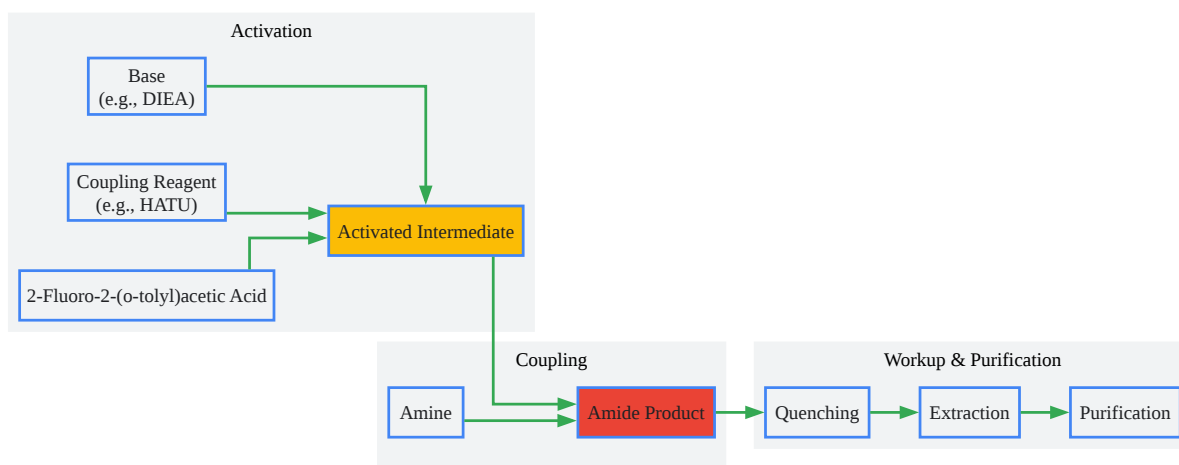 Activation
Base
(e.g., DIEA)
Coupling Reagent
(e.g., HATU)
Activated Intermediate
2-Fluoro-2-(o-tolyl)acetic Acid
Coupling
Workup & Purification
Amine
Amide Product
Quenching
Extraction
Purification